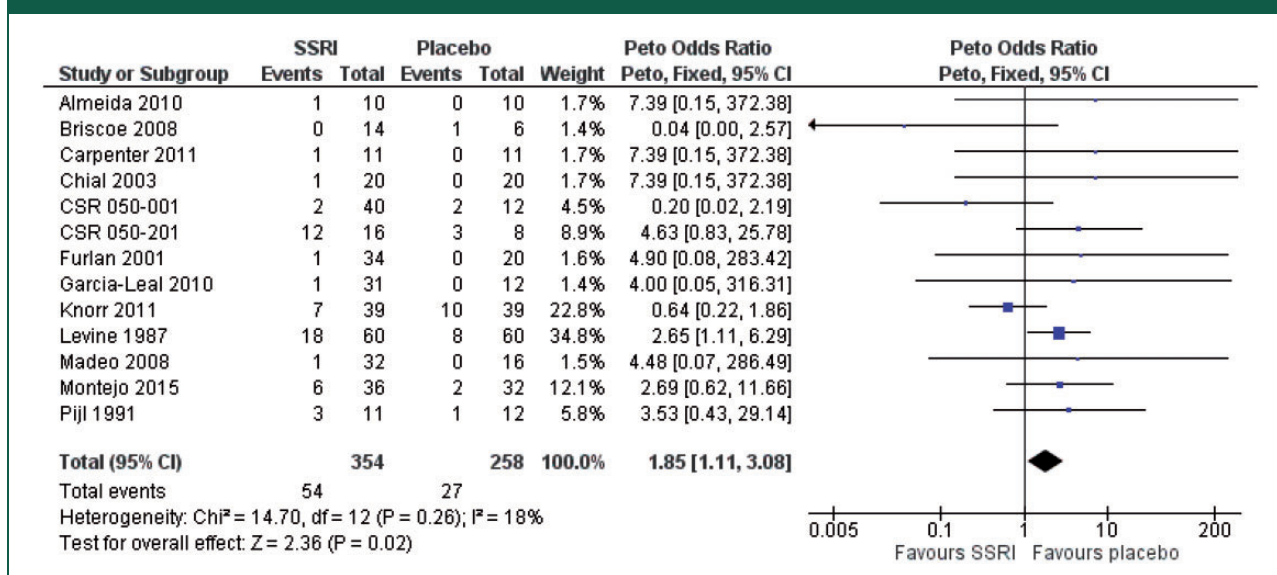 SSRI Placebo Peto Odds Ratio Peto Odds Ratio
Study or Subgroup Events Total Events Total Weight Peto, Fixed, 95% CI Peto, Fixed, 95% CI
Almeida 2010 1 10 0 10 1.7% 7.39 [0.15, 372.38]
Briscoe 2008 0 14 1 6 1.4% 0.04 [0.00, 2.57]
Carpenter 2011 1 11 0 11 1.7% 7.39 [0.15, 372.38]
Chial 2003 1 20 0 20 1.7% 7.39 [0.15, 372.38]
CSR 050-001 2 40 2 12 4.5% 0.20 [0.02, 2.19]
CSR 050-201 12 16 3 8 8.9% 4.63 [0.83, 25.78]
Furlan 2001 1 34 0 20 1.6% 4.90 [0.08, 283.42]
Garcia-Leal 2010 1 31 0 12 1.4% 4.00 [0.05, 316.31]
Knorr 2011 7 39 10 39 22.8% 0.64 [0.22, 1.86]
Levine 1987 18 60 8 60 34.8% 2.65 [1.11, 6.29]
Madeo 2008 1 32 0 16 1.5% 4.48 [0.07, 286.49]
Montejo 2015 6 36 2 32 12.1% 2.69 [0.62, 11.66]
Pijl 1991 3 11 1 12 5.8% 3.53 [0.43, 29.14]
Total (95% CI) 354 258 100.0% 1.85 [1.11, 3.08]
Total events 54 27
Heterogeneity: Chi² = 14.70, df = 12 (P = 0.26); I² = 18%
Test for overall effect: Z = 2.36 (P = 0.02)
0.005 0.1 1 10 200
Favours SSRI Favours placebo